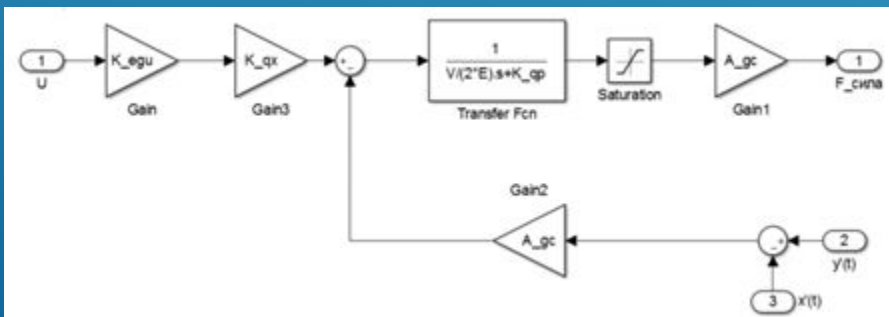 1
U
K_egu
Gain
K_qx
Gain3
+
-
1
V/(2*E).s+K_qp
Transfer Fcn
Saturation
A_gc
Gain1
1
F_сила
Gain2
A_gc
-
+
2
y'(t)
3
x'(t)